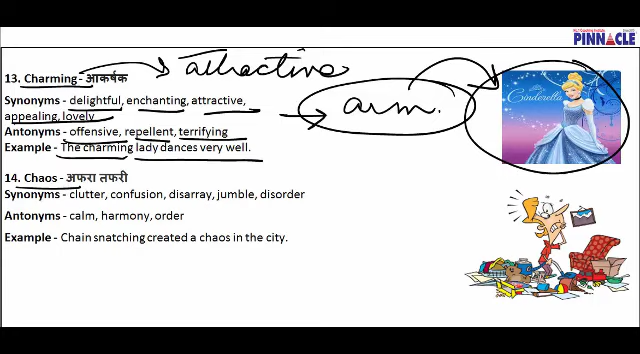 PINNACLE
13. Charming - आकर्षक
attractive
Synonyms - delightful, enchanting, attractive,
appealing, lovely
arm.
Cinderella
Antonyms - offensive, repellent, terrifying
Example - The charming lady dances very well.
14. Chaos - अफरा तफरी
Synonyms - clutter, confusion, disarray, jumble, disorder
Antonyms - calm, harmony, order
Example - Chain snatching created a chaos in the city.